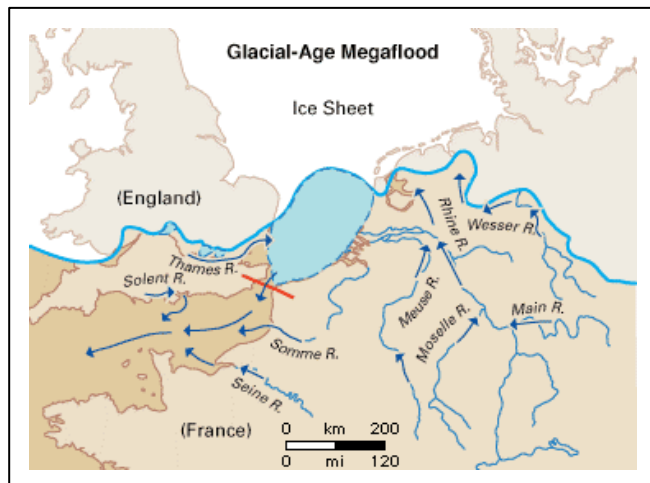 Glacial-Age Megaflood
Ice Sheet
(England)
Thames R.
Solent R.
Rhine R.
Wesser R.
Meuse R.
Moselle R.
Main R.
Somme R.
Seine R.
(France)
0 km 200
0 mi 120